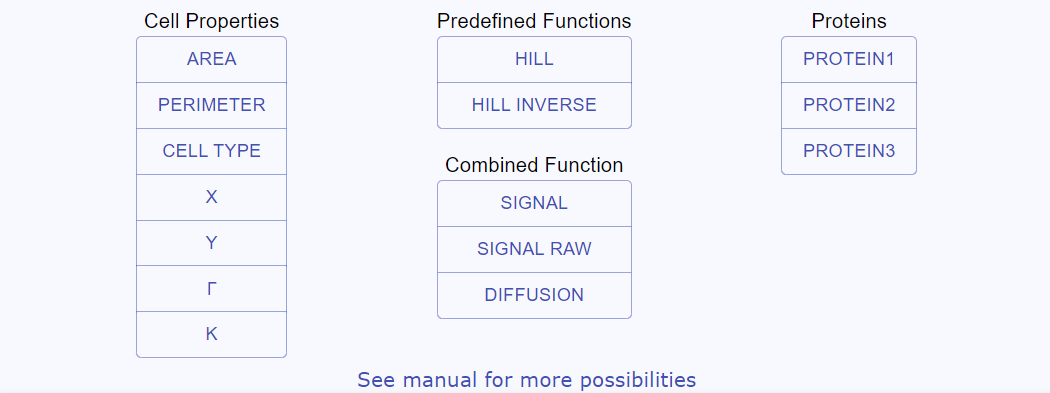 Cell Properties
AREA
PERIMETER
CELL TYPE
X
Y
Γ
K
Predefined Functions
HILL
HILL INVERSE
Combined Function
SIGNAL
SIGNAL RAW
DIFFUSION
Proteins
PROTEIN1
PROTEIN2
PROTEIN3
See manual for more possibilities